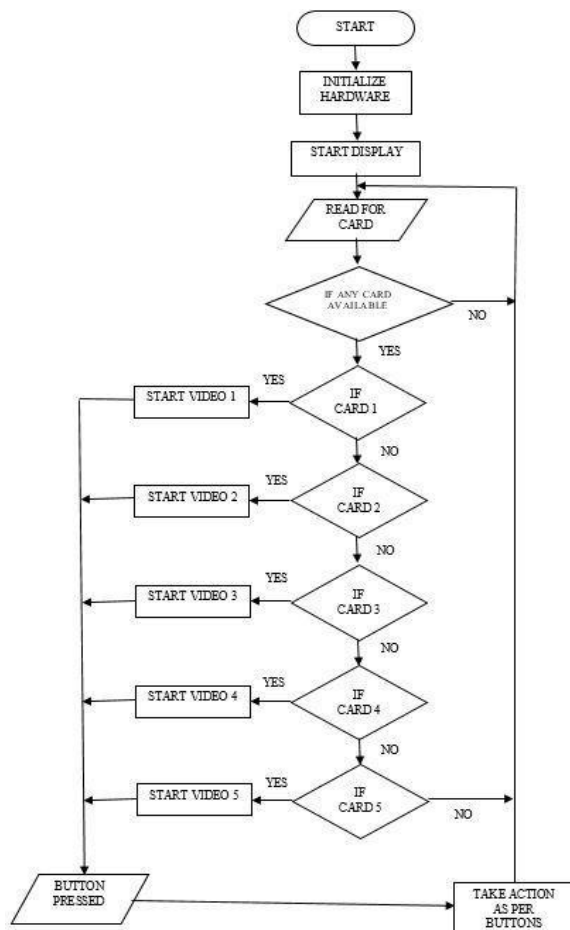 START
INITIALIZE
HARDWARE
START DISPLAY
READ FOR
CARD
IF ANY CARD
AVAILABLE
NO
YES
YES
START VIDEO 1
IF
CARD 1
NO
YES
START VIDEO 2
IF
CARD 2
NO
YES
START VIDEO 3
IF
CARD 3
NO
YES
START VIDEO 4
IF
CARD 4
NO
YES
START VIDEO 5
IF
CARD 5
NO
BUTTON
PRESSED
TAKE ACTION
AS PER
BUTTONS